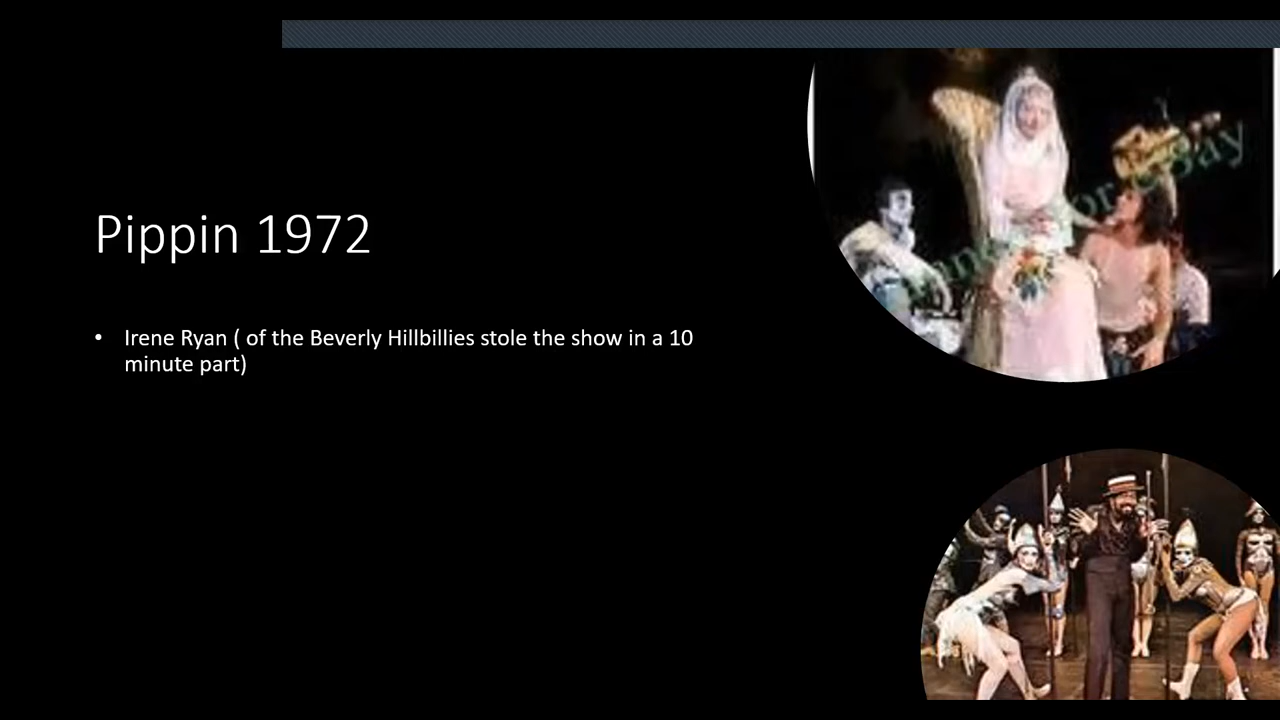 Pippin 1972
• Irene Ryan ( of the Beverly Hillbillies stole the show in a 10
minute part)